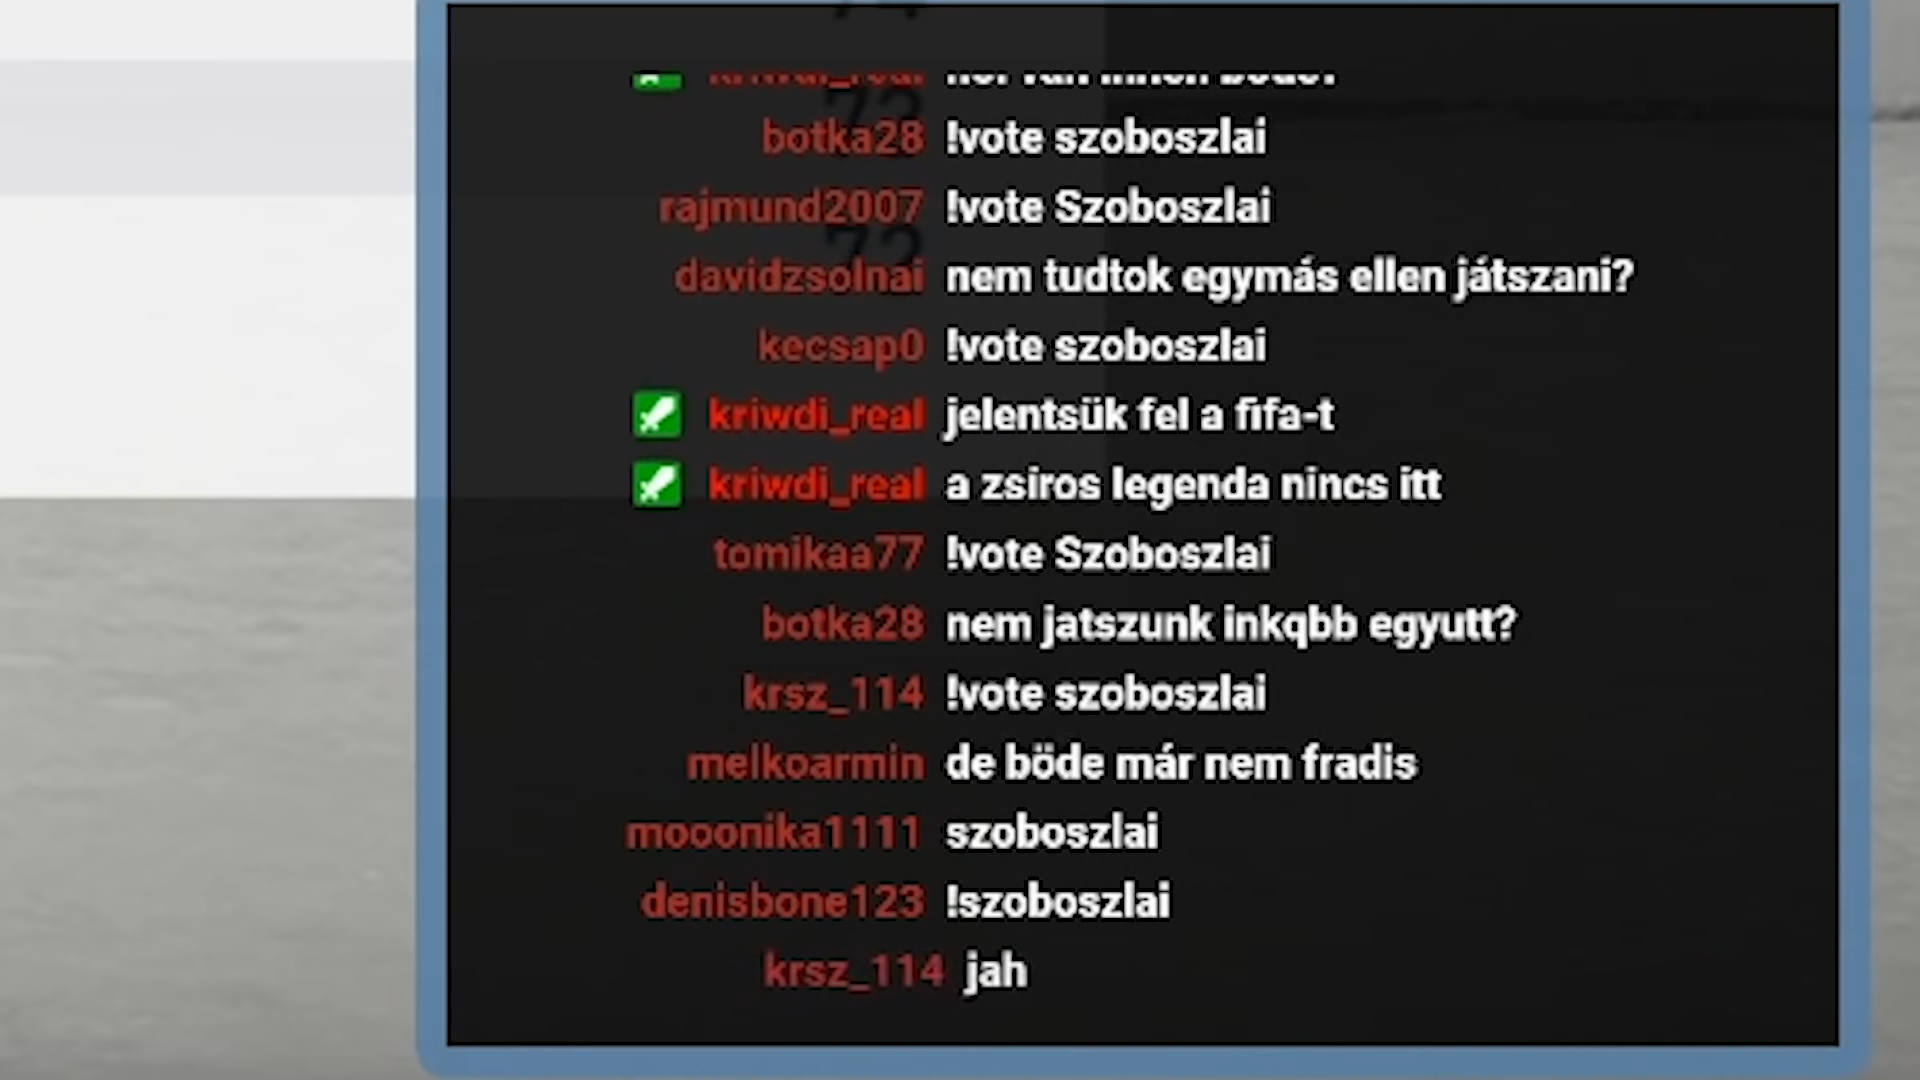 botka28 !vote szoboszlai
rajmund2007 !vote Szoboszlai
davidzsolnai nem tudtok egymás ellen játszani?
kecsap0 !vote szoboszlai
kriwdi_real jelentsük fel a fifa-t
kriwdi_real a zsiros legenda nincs itt
tomikaa77 !vote Szoboszlai
botka28 nem jatszunk inkqbb egyutt?
krsz_114 !vote szoboszlai
melkoarmin de böde már nem fradis
mooonika1111 szoboszlai
denisbone123 !szoboszlai
krsz_114 jah